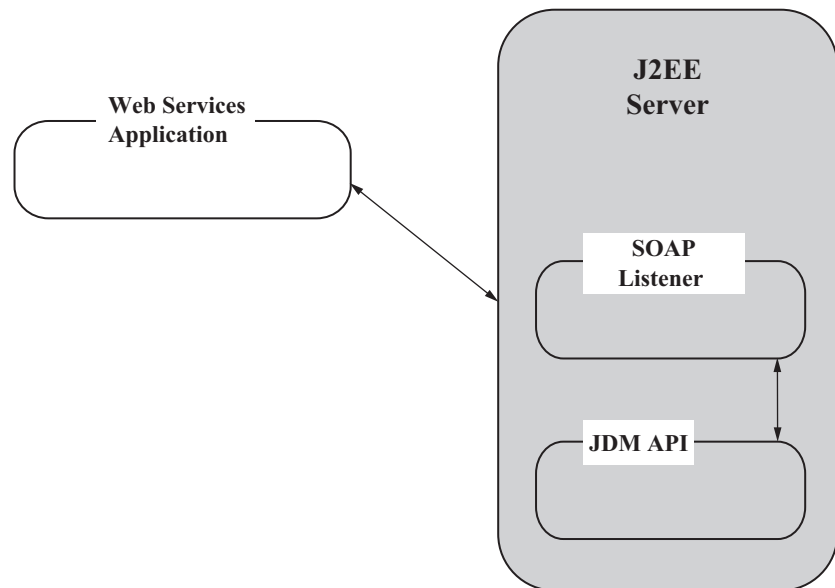 Web Services
Application
J2EE
Server
SOAP
Listener
JDM API